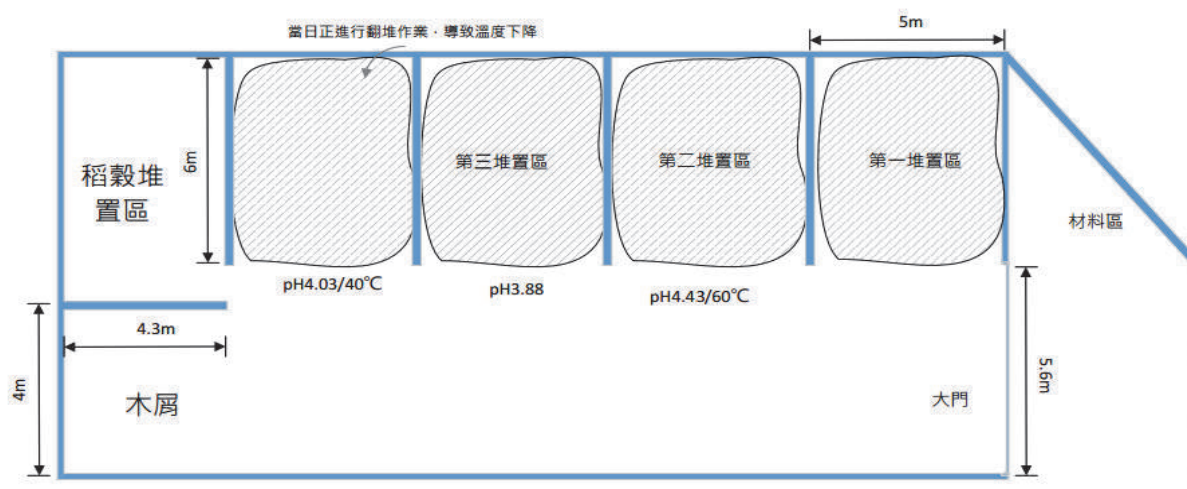 當日正進行翻堆作業，導致溫度下降
5m
6m
稻穀堆
置區
第三堆置區
第二堆置區
第一堆置區
材料區
pH4.03/40℃
pH3.88
pH4.43/60℃
4.3m
4m
木屑
大門
5.6m